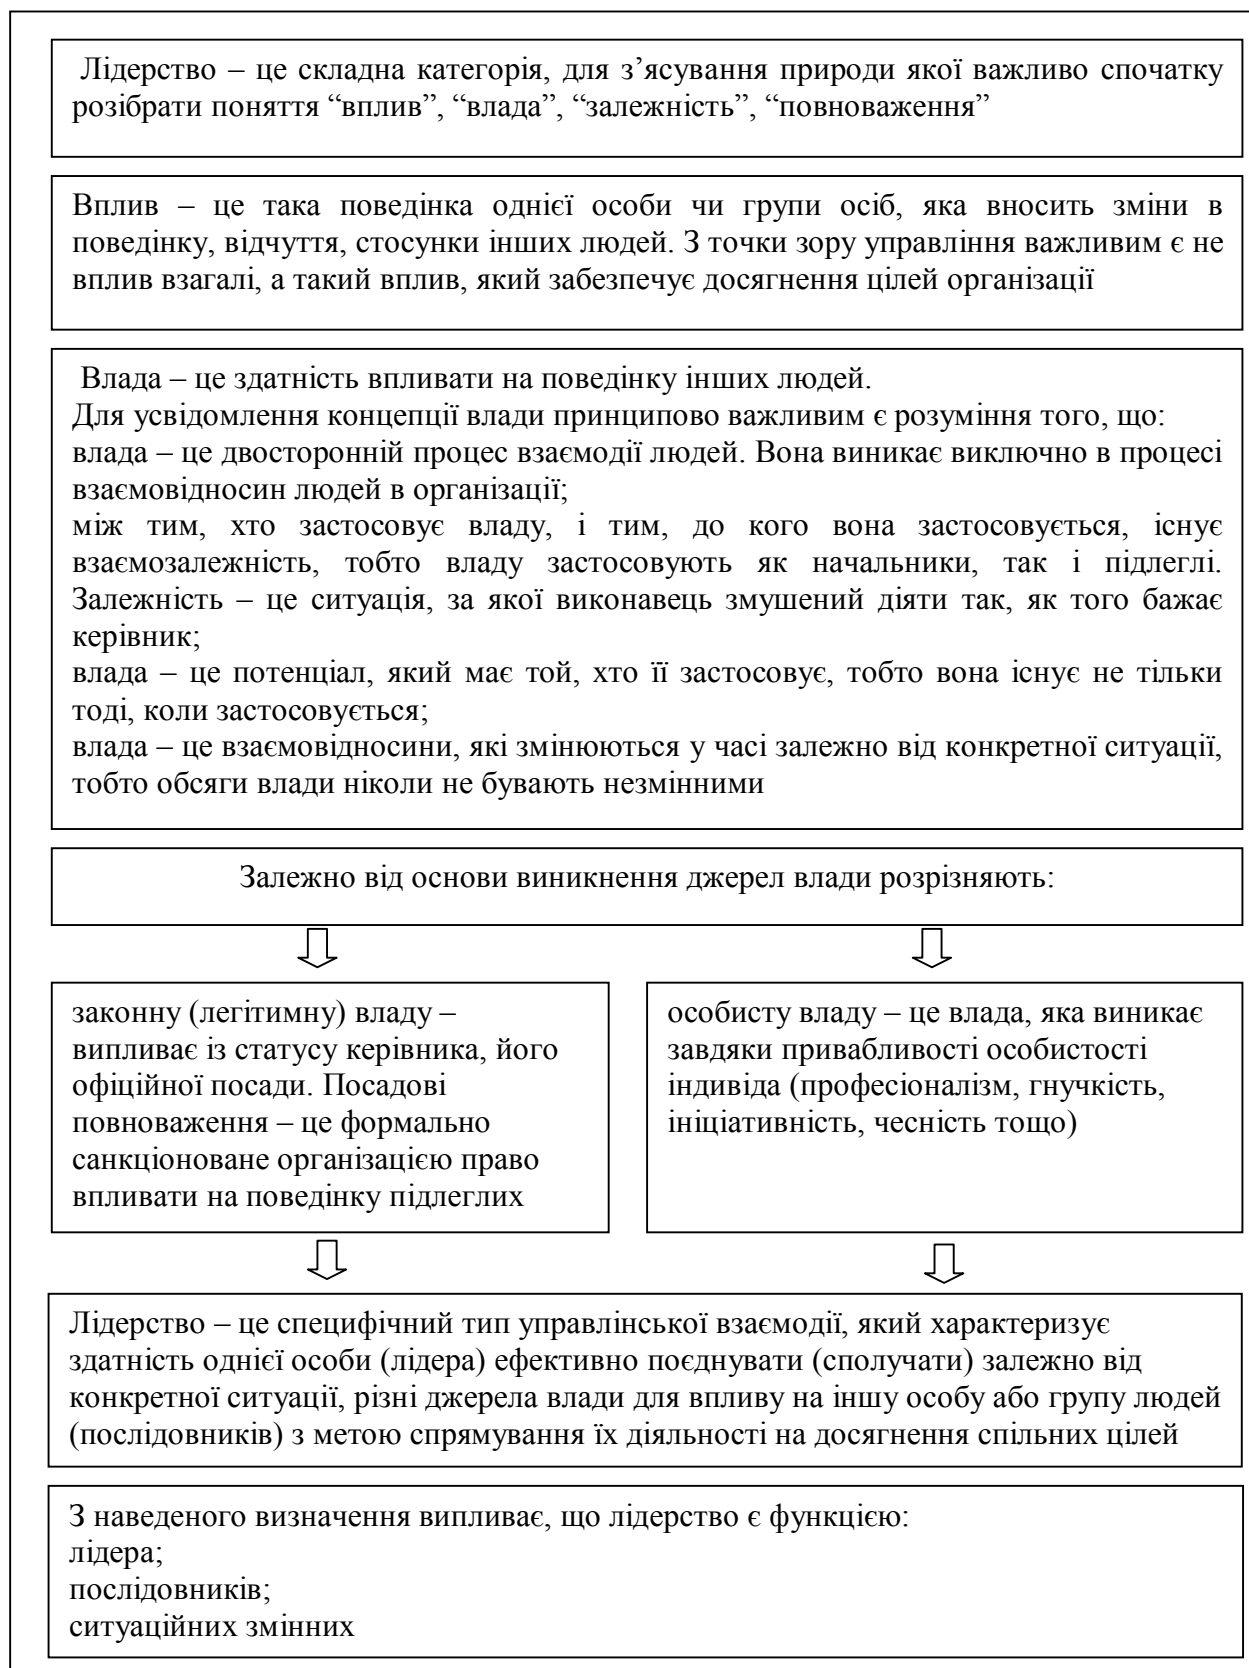 Лідерство – це складна категорія, для з’ясування природи якої важливо спочатку
розібрати поняття “вплив”, “влада”, “залежність”, “повноваження”
Вплив – це така поведінка однієї особи чи групи осіб, яка вносить зміни в
поведінку, відчуття, стосунки інших людей. З точки зору управління важливим є не
вплив взагалі, а такий вплив, який забезпечує досягнення цілей організації
Влада – це здатність впливати на поведінку інших людей.
Для усвідомлення концепції влади принципово важливим є розуміння того, що:
влада – це двосторонній процес взаємодії людей. Вона виникає виключно в процесі
взаємовідносин людей в організації;
між тим, хто застосовує владу, і тим, до кого вона застосовується, існує
взаємозалежність, тобто владу застосовують як начальники, так і підлеглі.
Залежність – це ситуація, за якої виконавець змушений діяти так, як того бажає
керівник;
влада – це потенціал, який має той, хто її застосовує, тобто вона існує не тільки
тоді, коли застосовується;
влада – це взаємовідносини, які змінюються у часі залежно від конкретної ситуації,
тобто обсяги влади ніколи не бувають незмінними
Залежно від основи виникнення джерел влади розрізняють:
законну (легітимну) владу –
випливає із статусу керівника, його
офіційної посади. Посадові
повноваження – це формально
санкціоноване організацією право
впливати на поведінку підлеглих
особисту владу – це влада, яка виникає
завдяки привабливості особистості
індивіда (професіоналізм, гнучкість,
ініціативність, чесність тощо)
Лідерство – це специфічний тип управлінської взаємодії, який характеризує
здатність однієї особи (лідера) ефективно поєднувати (сполучати) залежно від
конкретної ситуації, різні джерела влади для впливу на іншу особу або групу людей
(послідовників) з метою спрямування їх діяльності на досягнення спільних цілей
З наведеного визначення випливає, що лідерство є функцією:
лідера;
послідовників;
ситуаційних змінних